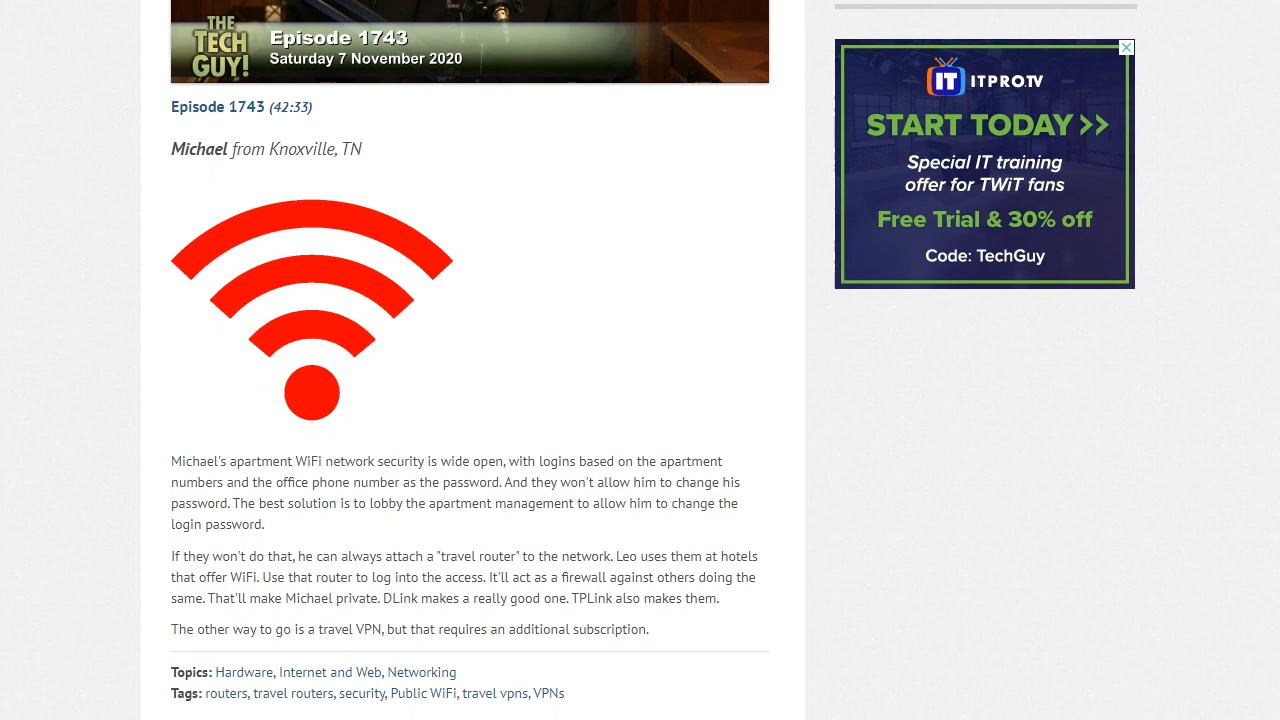 THE
TECH
GUY!
Episode 1743
Saturday 7 November 2020
Episode 1743 (42:33)
Michael from Knoxville, TN
Michael's apartment WiFi network security is wide open, with logins based on the apartment
numbers and the office phone number as the password. And they won't allow him to change his
password. The best solution is to lobby the apartment management to allow him to change the
login password.
If they won't do that, he can always attach a "travel router" to the network. Leo uses them at hotels
that offer WiFi. Use that router to log into the access. It'll act as a firewall against others doing the
same. That'll make Michael private. DLink makes a really good one. TPLink also makes them.
The other way to go is a travel VPN, but that requires an additional subscription.
Topics: Hardware, Internet and Web, Networking
Tags: routers, travel routers, security, Public WiFi, travel vpns, VPNs
IT ITPRO.TV
START TODAY >>
Special IT training
offer for TWiT fans
Free Trial & 30% off
Code: TechGuy